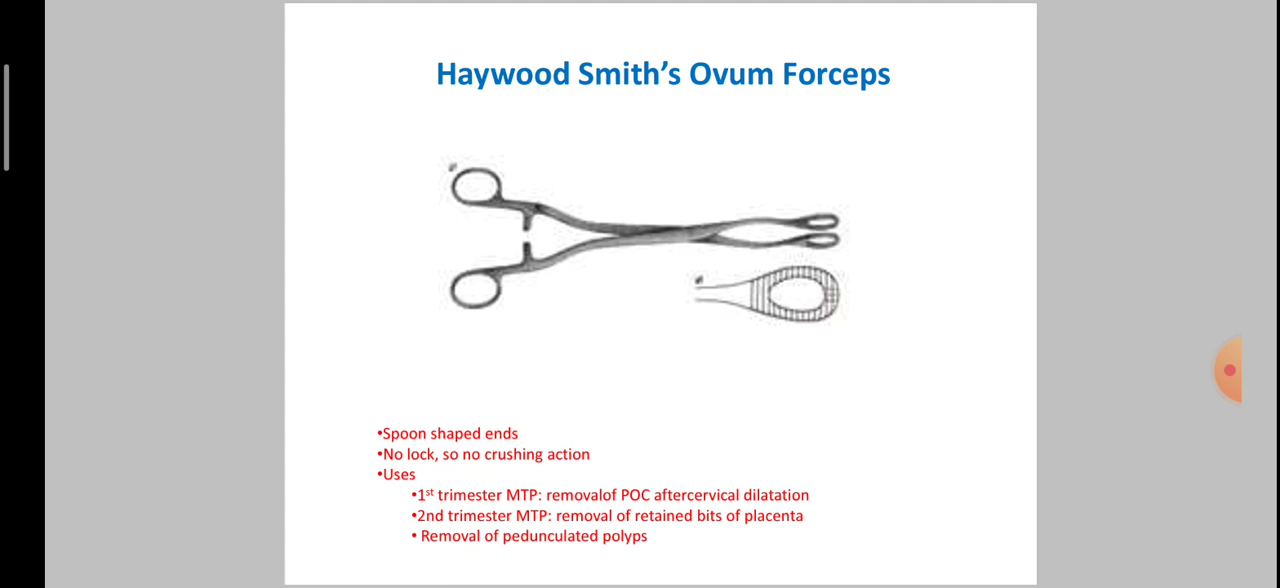 Haywood Smith's Ovum Forceps
•Spoon shaped ends
•No lock, so no crushing action
•Uses
•1st trimester MTP: removalof POC aftercervical dilatation
•2nd trimester MTP: removal of retained bits of placenta
• Removal of pedunculated polyps